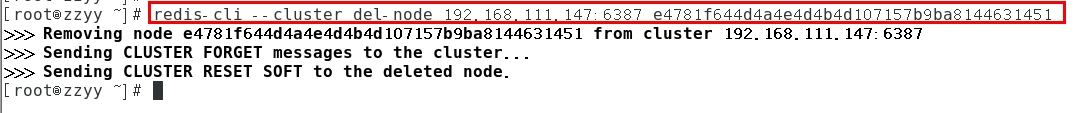 [root@zzyy ~]# redis-cli --cluster del-node 192.168.111.147:6387 e4781f644d4a4e4d4b4d107157b9ba8144631451
>>> Removing node e4781f644d4a4e4d4b4d107157b9ba8144631451 from cluster 192.168.111.147:6387
>>> Sending CLUSTER FORGET messages to the cluster...
>>> Sending CLUSTER RESET SOFT to the deleted node.
[root@zzyy ~]#